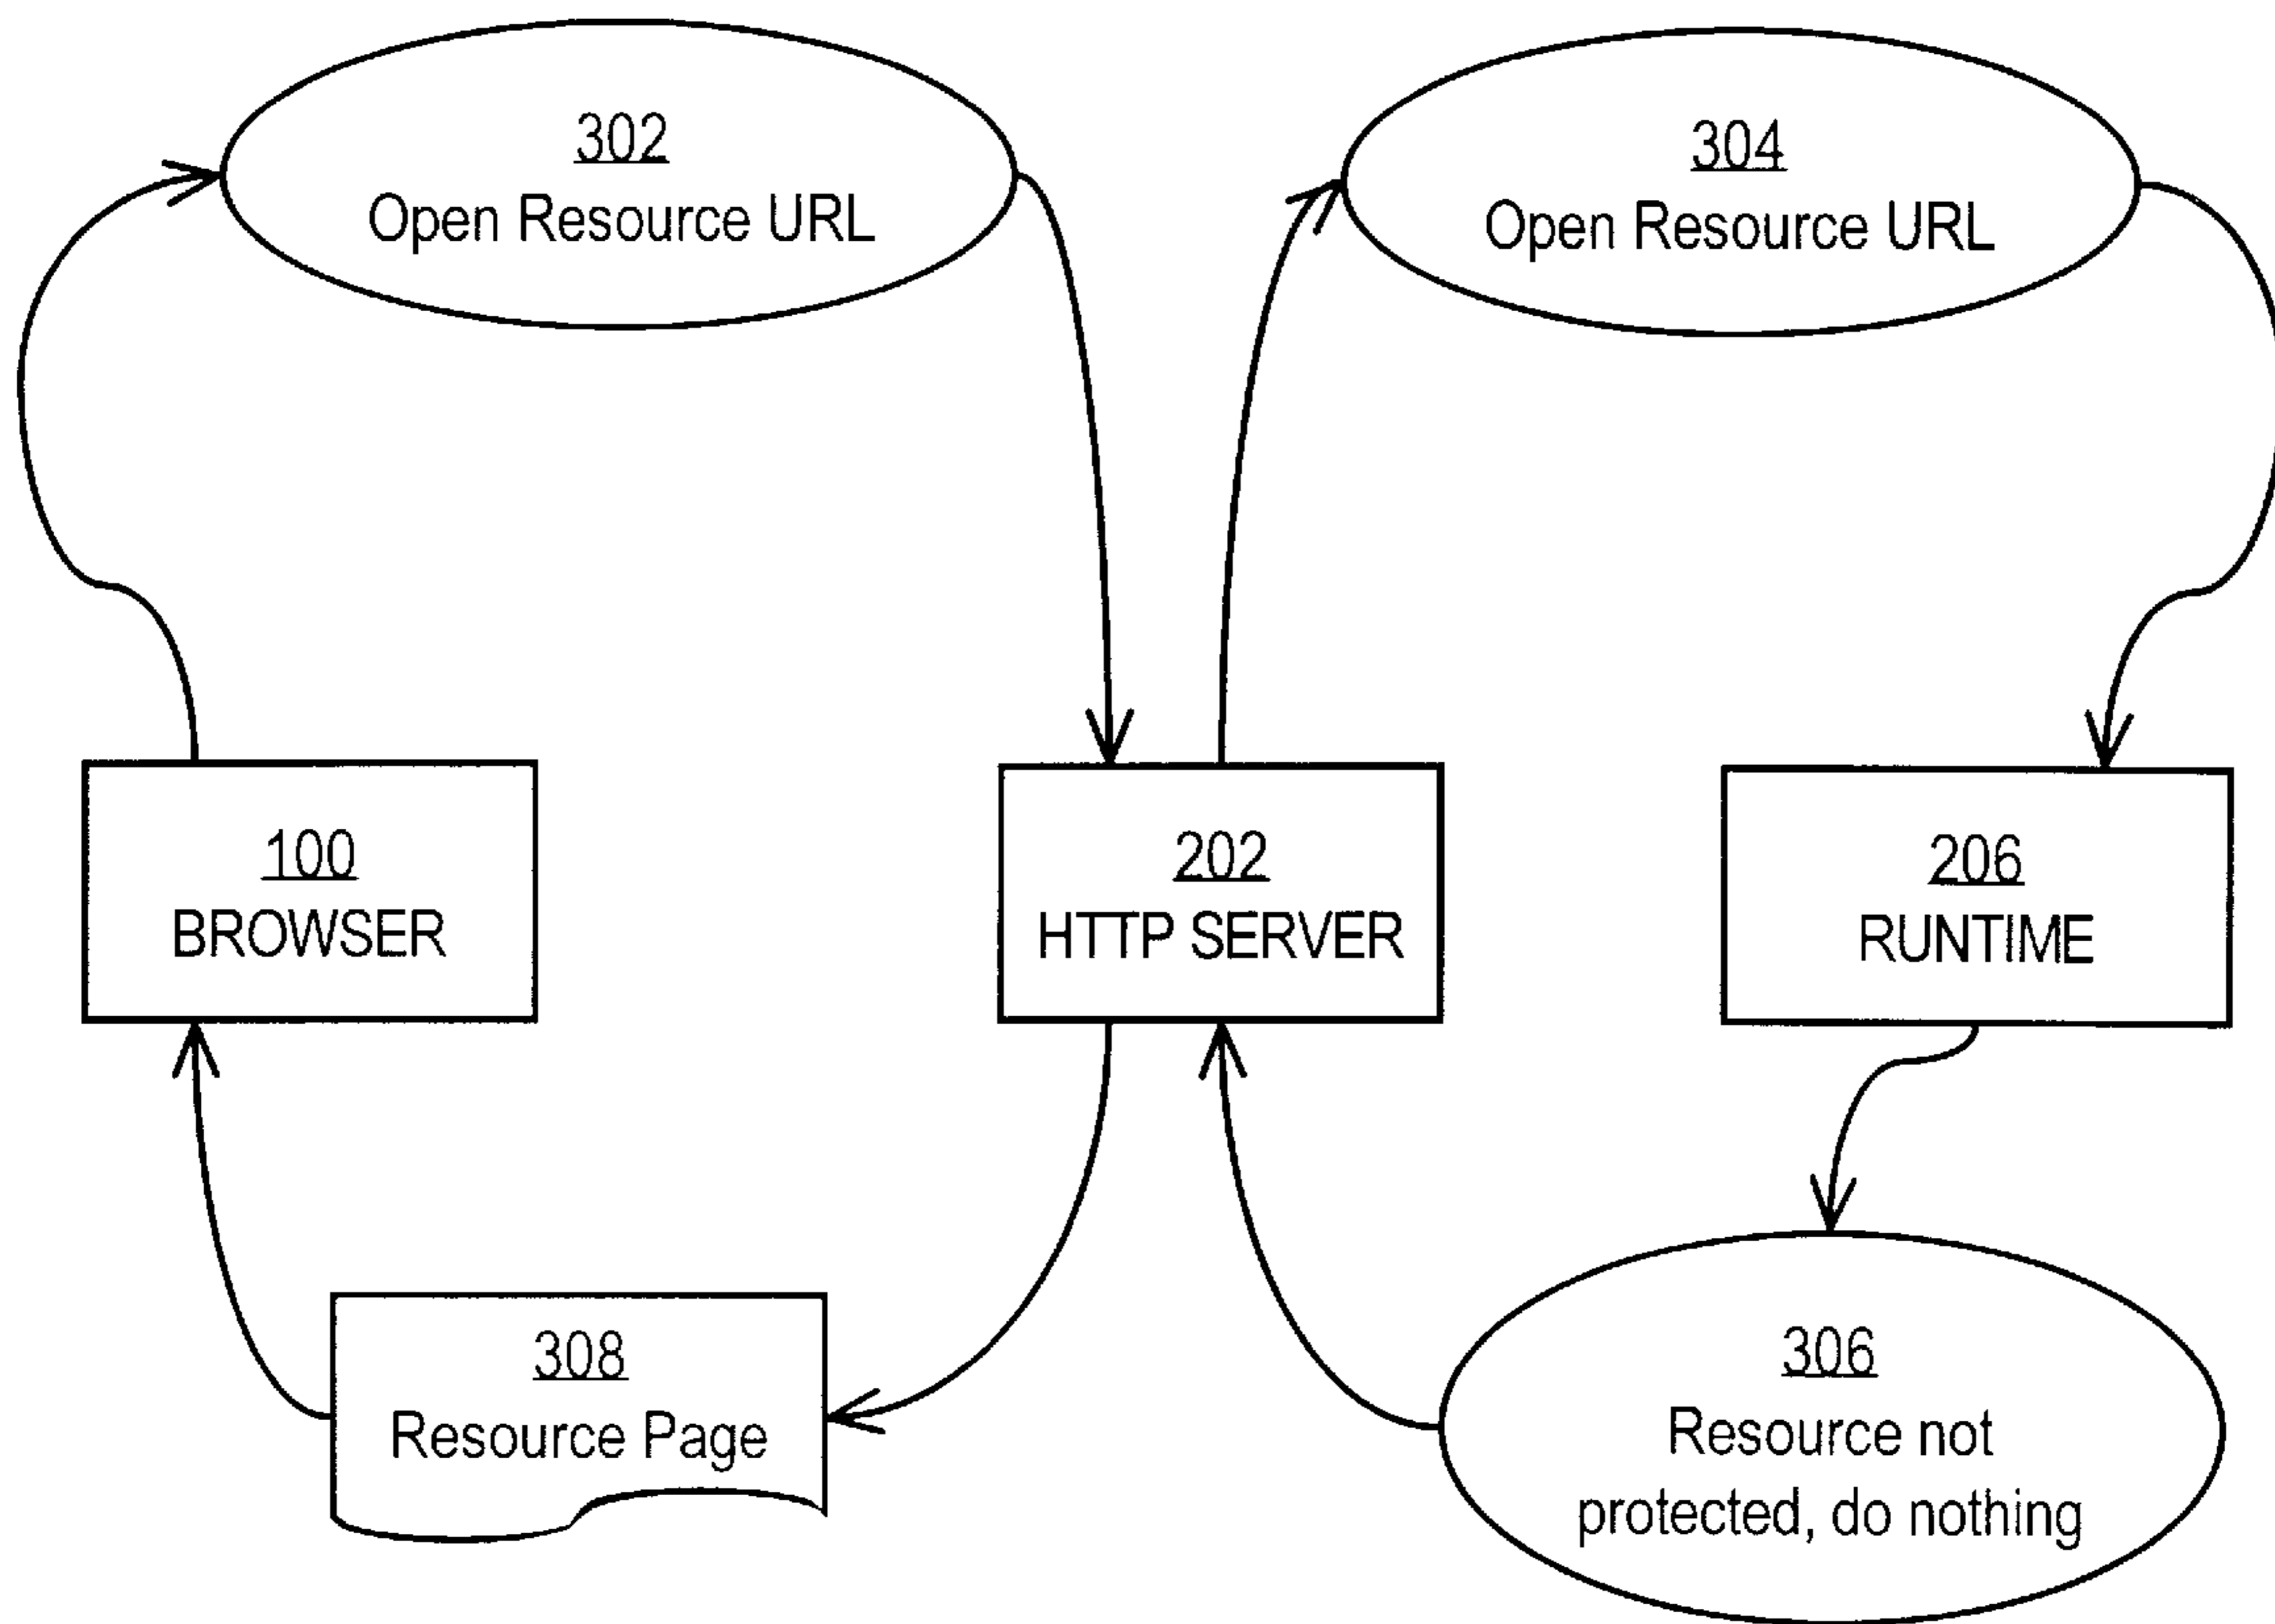 302
Open Resource URL
304
Open Resource URL
100
BROWSER
202
HTTP SERVER
206
RUNTIME
308
Resource Page
306
Resource not
protected, do nothing